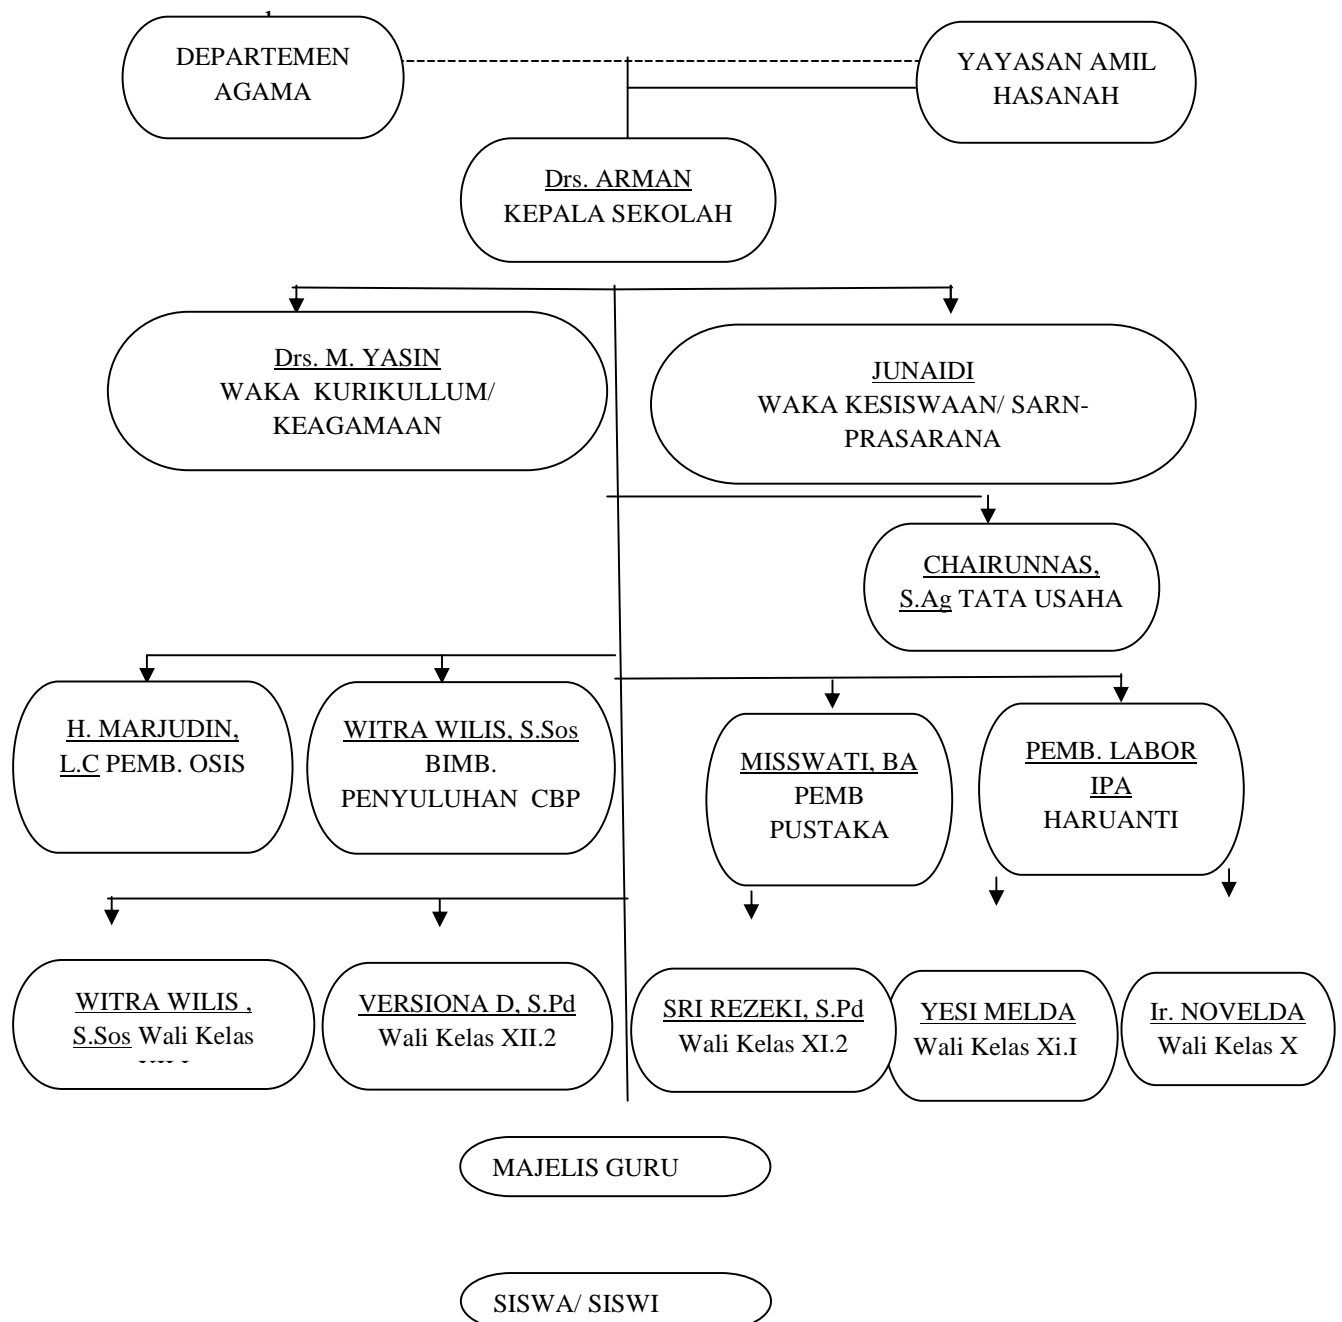 DEPARTEMEN
AGAMA
YAYASAN AMIL
HASANAH
Drs. ARMAN
KEPALA SEKOLAH
Drs. M. YASIN
WAKA KURIKULLUM/
KEAGAMAAN
JUNAIDI
WAKA KESISWAAN/ SARN-
PRASARANA
CHAIRUNNAS,
S.Ag TATA USAHA
H. MARJUDIN,
L.C PEMB. OSIS
WITRA WILIS, S.Sos
BIMB.
PENYULUHAN CBP
MISSWATI, BA
PEMB
PUSTAKA
PEMB. LABOR
IPA
HARUANTI
WITRA WILIS ,
S.Sos Wali Kelas
VERSIONA D, S.Pd
Wali Kelas XII.2
SRI REZEKI, S.Pd
Wali Kelas XI.2
YESI MELDA
Wali Kelas Xi.I
Ir. NOVELDA
Wali Kelas X
MAJELIS GURU
SISWA/ SISWI